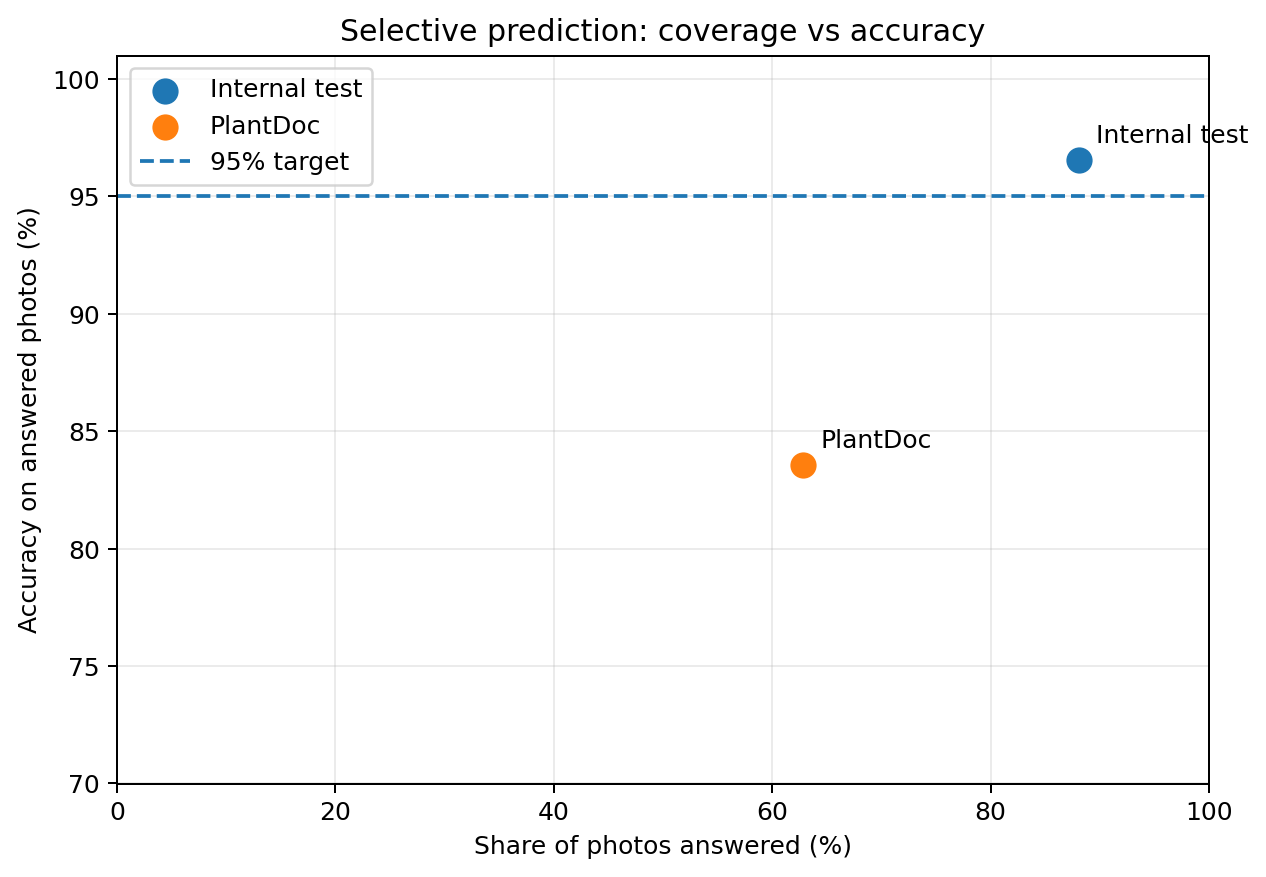 Selective prediction: coverage vs accuracy
Internal test
PlantDoc
95% target
Internal test
PlantDoc
Accuracy on answered photos (%)
100
95
90
85
80
75
70
0 20 40 60 80 100
Share of photos answered (%)